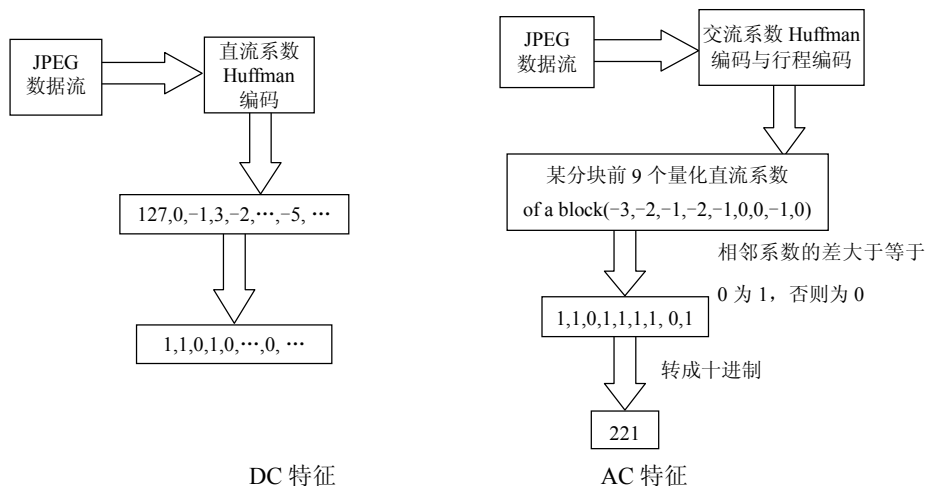 JPEG
数据流
直流系数
Huffman
编码
127,0,−1,3,−2,⋯,−5, ⋯
1,1,0,1,0,⋯,0, ⋯
DC 特征
JPEG
数据流
交流系数 Huffman
编码与行程编码
某分块前 9 个量化直流系数
of a block(−3,−2,−1,−2,−1,0,0,−1,0)
相邻系数的差大于等于
0 为 1，否则为 0
1,1,0,1,1,1,1, 0,1
转成十进制
221
AC 特征